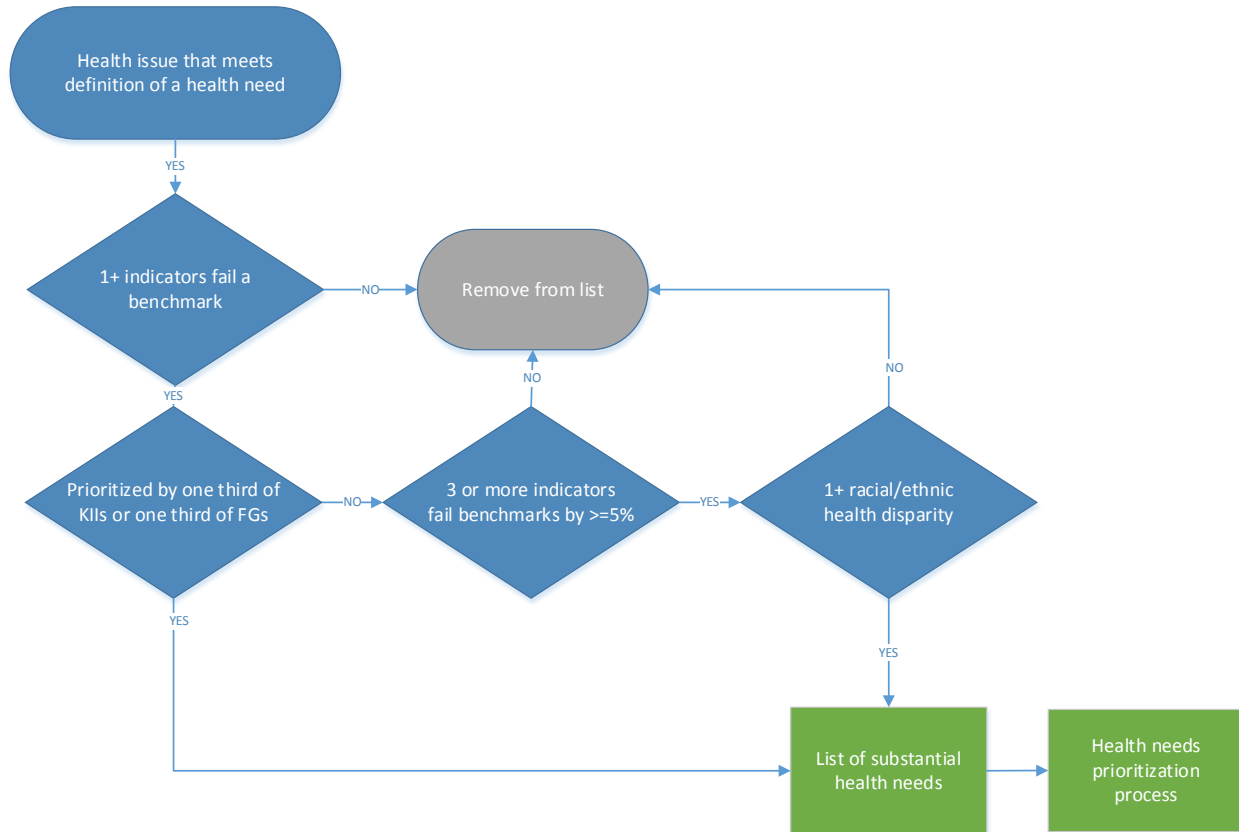 Health issue that meets
definition of a health need
YES
1+ indicators fail a
benchmark
NO
Remove from list
YES
NO
NO
Prioritized by one third of
KIIs or one third of FGs
NO
3 or more indicators
fail benchmarks by >=5%
YES
1+ racial/ethnic
health disparity
YES
YES
List of substantial
health needs
Health needs
prioritization
process